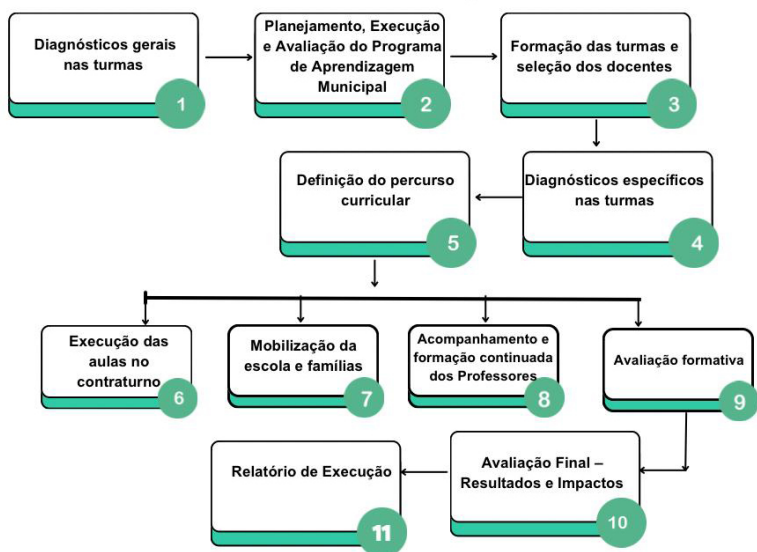 Diagnósticos gerais
nas turmas
1
Planejamento, Execução
e Avaliação do Programa
de Aprendizagem
Municipal
2
Formação das turmas e
seleção dos docentes
3
Diagnósticos específicos
nas turmas
4
Definição do percurso
curricular
5
Execução das
aulas no
contraturno
6
Mobilização da
escola e famílias
7
Acompanhamento e
formação continuada
dos Professores
8
Avaliação formativa
9
Avaliação Final –
Resultados e Impactos
10
Relatório de Execução
11